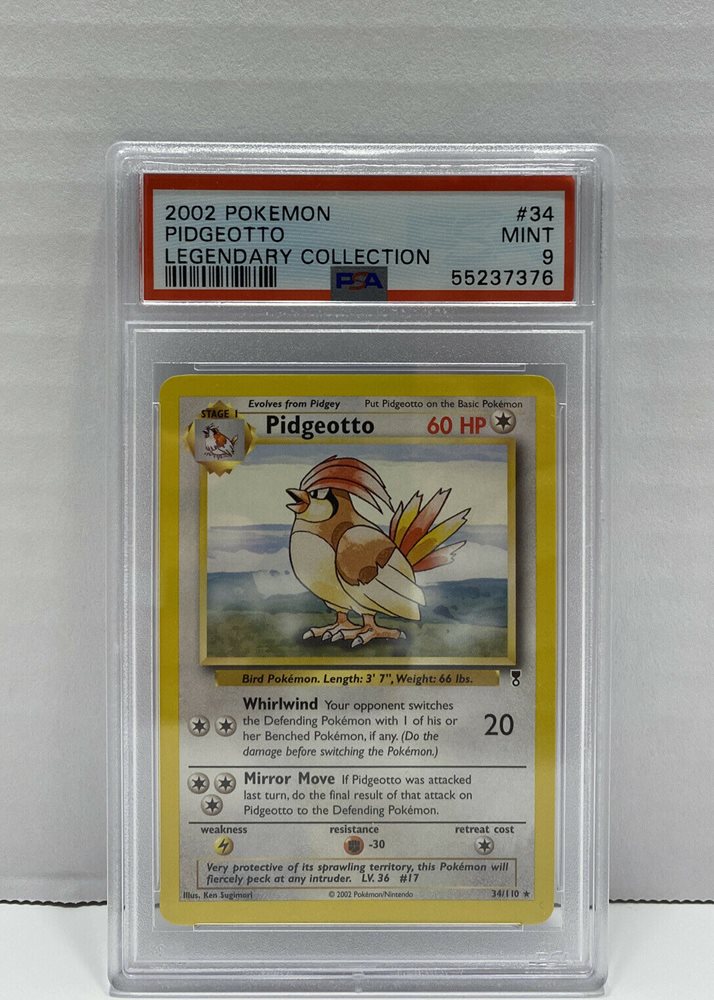 2002 POKEMON #34
PIDGEOTTO MINT
LEGENDARY COLLECTION 9
PSA 55237376
STAGE 1 Evolves from Pidgey Put Pidgeotto on the Basic Pokémon
Pidgeotto 60 HP
Bird Pokémon. Length: 3' 7", Weight: 66 lbs.
Whirlwind Your opponent switches
the Defending Pokémon with 1 of his or
her Benched Pokémon, if any. (Do the
damage before switching the Pokémon.)
20
Mirror Move If Pidgeotto was attacked
last turn, do the final result of that attack on
Pidgeotto to the Defending Pokémon.
weakness resistance retreat cost
-30
Very protective of its sprawling territory, this Pokémon will
fiercely peck at any intruder. LV. 36 #17
Illus. Ken Sugimori © 2002 Pokémon/Nintendo 34/110 ★